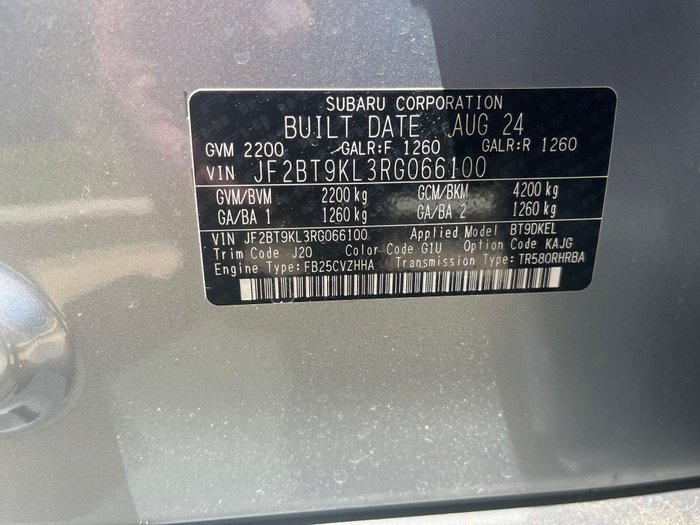 SUBARU CORPORATION
BUILT DATE AUG 24
GVM 2200 GALR:F 1260 GALR:R 1260
VIN JF2BT9KL3RG066100
GVM/BVM 2200 kg GCM/BKM 4200 kg
GA/BA 1 1260 kg GA/BA 2 1260 kg
VIN JF2BT9KL3RG066100 Applied Model BT9DKEL
Trim Code J20 Color Code G1U Option Code KAJG
Engine Type:FB25CVZHHA Transmission Type:TR580RHRBA